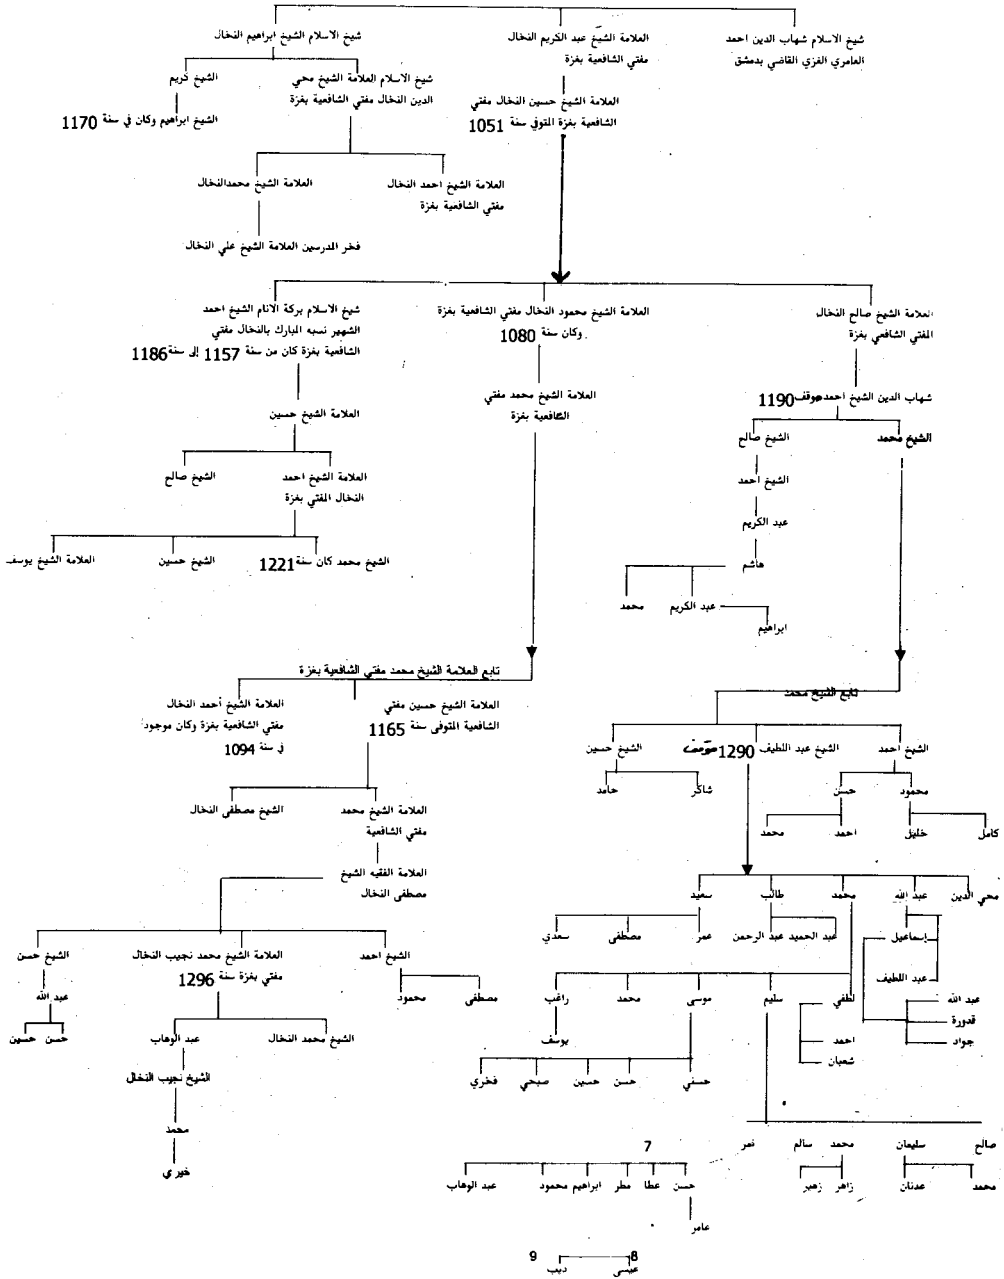 شيخ الاسلام شهاب الدين احمد
العامري الغزي القاضي بدمشق
العلامة الشيخ عبد الكريم النخال
مفتي الشافعية بغزة
شيخ الاسلام الشيخ ابراهيم النخال
العلامة الشيخ حسين النخال مفتي
الشافعية بغزة المتوفي سنة 1051
شيخ الاسلام العلامة الشيخ محي
الدين النخال مفتي الشافعية بغزة
الشيخ كريم
الشيخ ابراهيم وكان في سنة 1170
العلامة الشيخ احمد النخال
مفتي الشافعية بغزة
العلامة الشيخ محمدالنخال
فخر المدرسين العلامة الشيخ علي النخال
العلامة الشيخ صالح النخال
المفتي الشافعي بغزة
العلامة الشيخ محمود النخال مفتي الشافعية بغزة
وكان سنة 1080
شيخ الاسلام بركة الانام الشيخ احمد
الشهير نسبه المبارك بالنخال مفتي
الشافعية بغزة كان من سنة 1157 إلى سنة 1186
شهاب الدين الشيخ احمد موقف 1190
العلامة الشيخ محمد مفتي
الشافعية بغزة
العلامة الشيخ حسين
الشيخ محمد
الشيخ صالح
الشيخ احمد
عبد الكريم
هاشم
عبد الكريم
محمد
ابراهيم
العلامة الشيخ احمد
النخال المفتي بغزة
الشيخ صالح
الشيخ محمد كان سنة 1221
الشيخ حسين
العلامة الشيخ يوسف
تابع العلامة الشيخ محمد مفتي الشافعية بغزة
العلامة الشيخ حسين مفتي
الشافعية المتوفى سنة 1165
العلامة الشيخ أحمد النخال
مفتي الشافعية بغزة وكان موجود
في سنة 1094
العلامة الشيخ محمد
مفتي الشافعية
الشيخ مصطفى النخال
العلامة الفقيه الشيخ
مصطفى النخال
الشيخ احمد
العلامة الشيخ محمد نجيب النخال
مفتي بغزة سنة 1296
الشيخ حسن
مصطفى
محمود
عبد الله
حسن
حسين
الشيخ محمد النخال
عبد الوهاب
الشيخ نجيب النخال
محمد
خيري
تابع الشيخ محمد
الشيخ احمد
الشيخ عبد اللطيف 1290 موقف
الشيخ حسين
محمود
حسن
شاكر
حامد
كامل
خليل
احمد
محمد
محي الدين
عبد الله
محمد
طالب
سعيد
إسماعيل
عبد الحميد
عبد الرحمن
عمر
مصطفى
سعدي
عبد اللطيف
عبد الله
قدورة
جواد
لطفي
سليم
موسى
محمد
راغب
احمد
شعبان
يوسف
حسني
حسن
حسين
صبحي
فخري
صالح
سليمان
محمد
سالم
نمر
محمد
عدنان
زاهر
زهير
7
حسن
عطا
مطر
ابراهيم
محمود
عبد الوهاب
عامر
8
9
عيسى
ديب